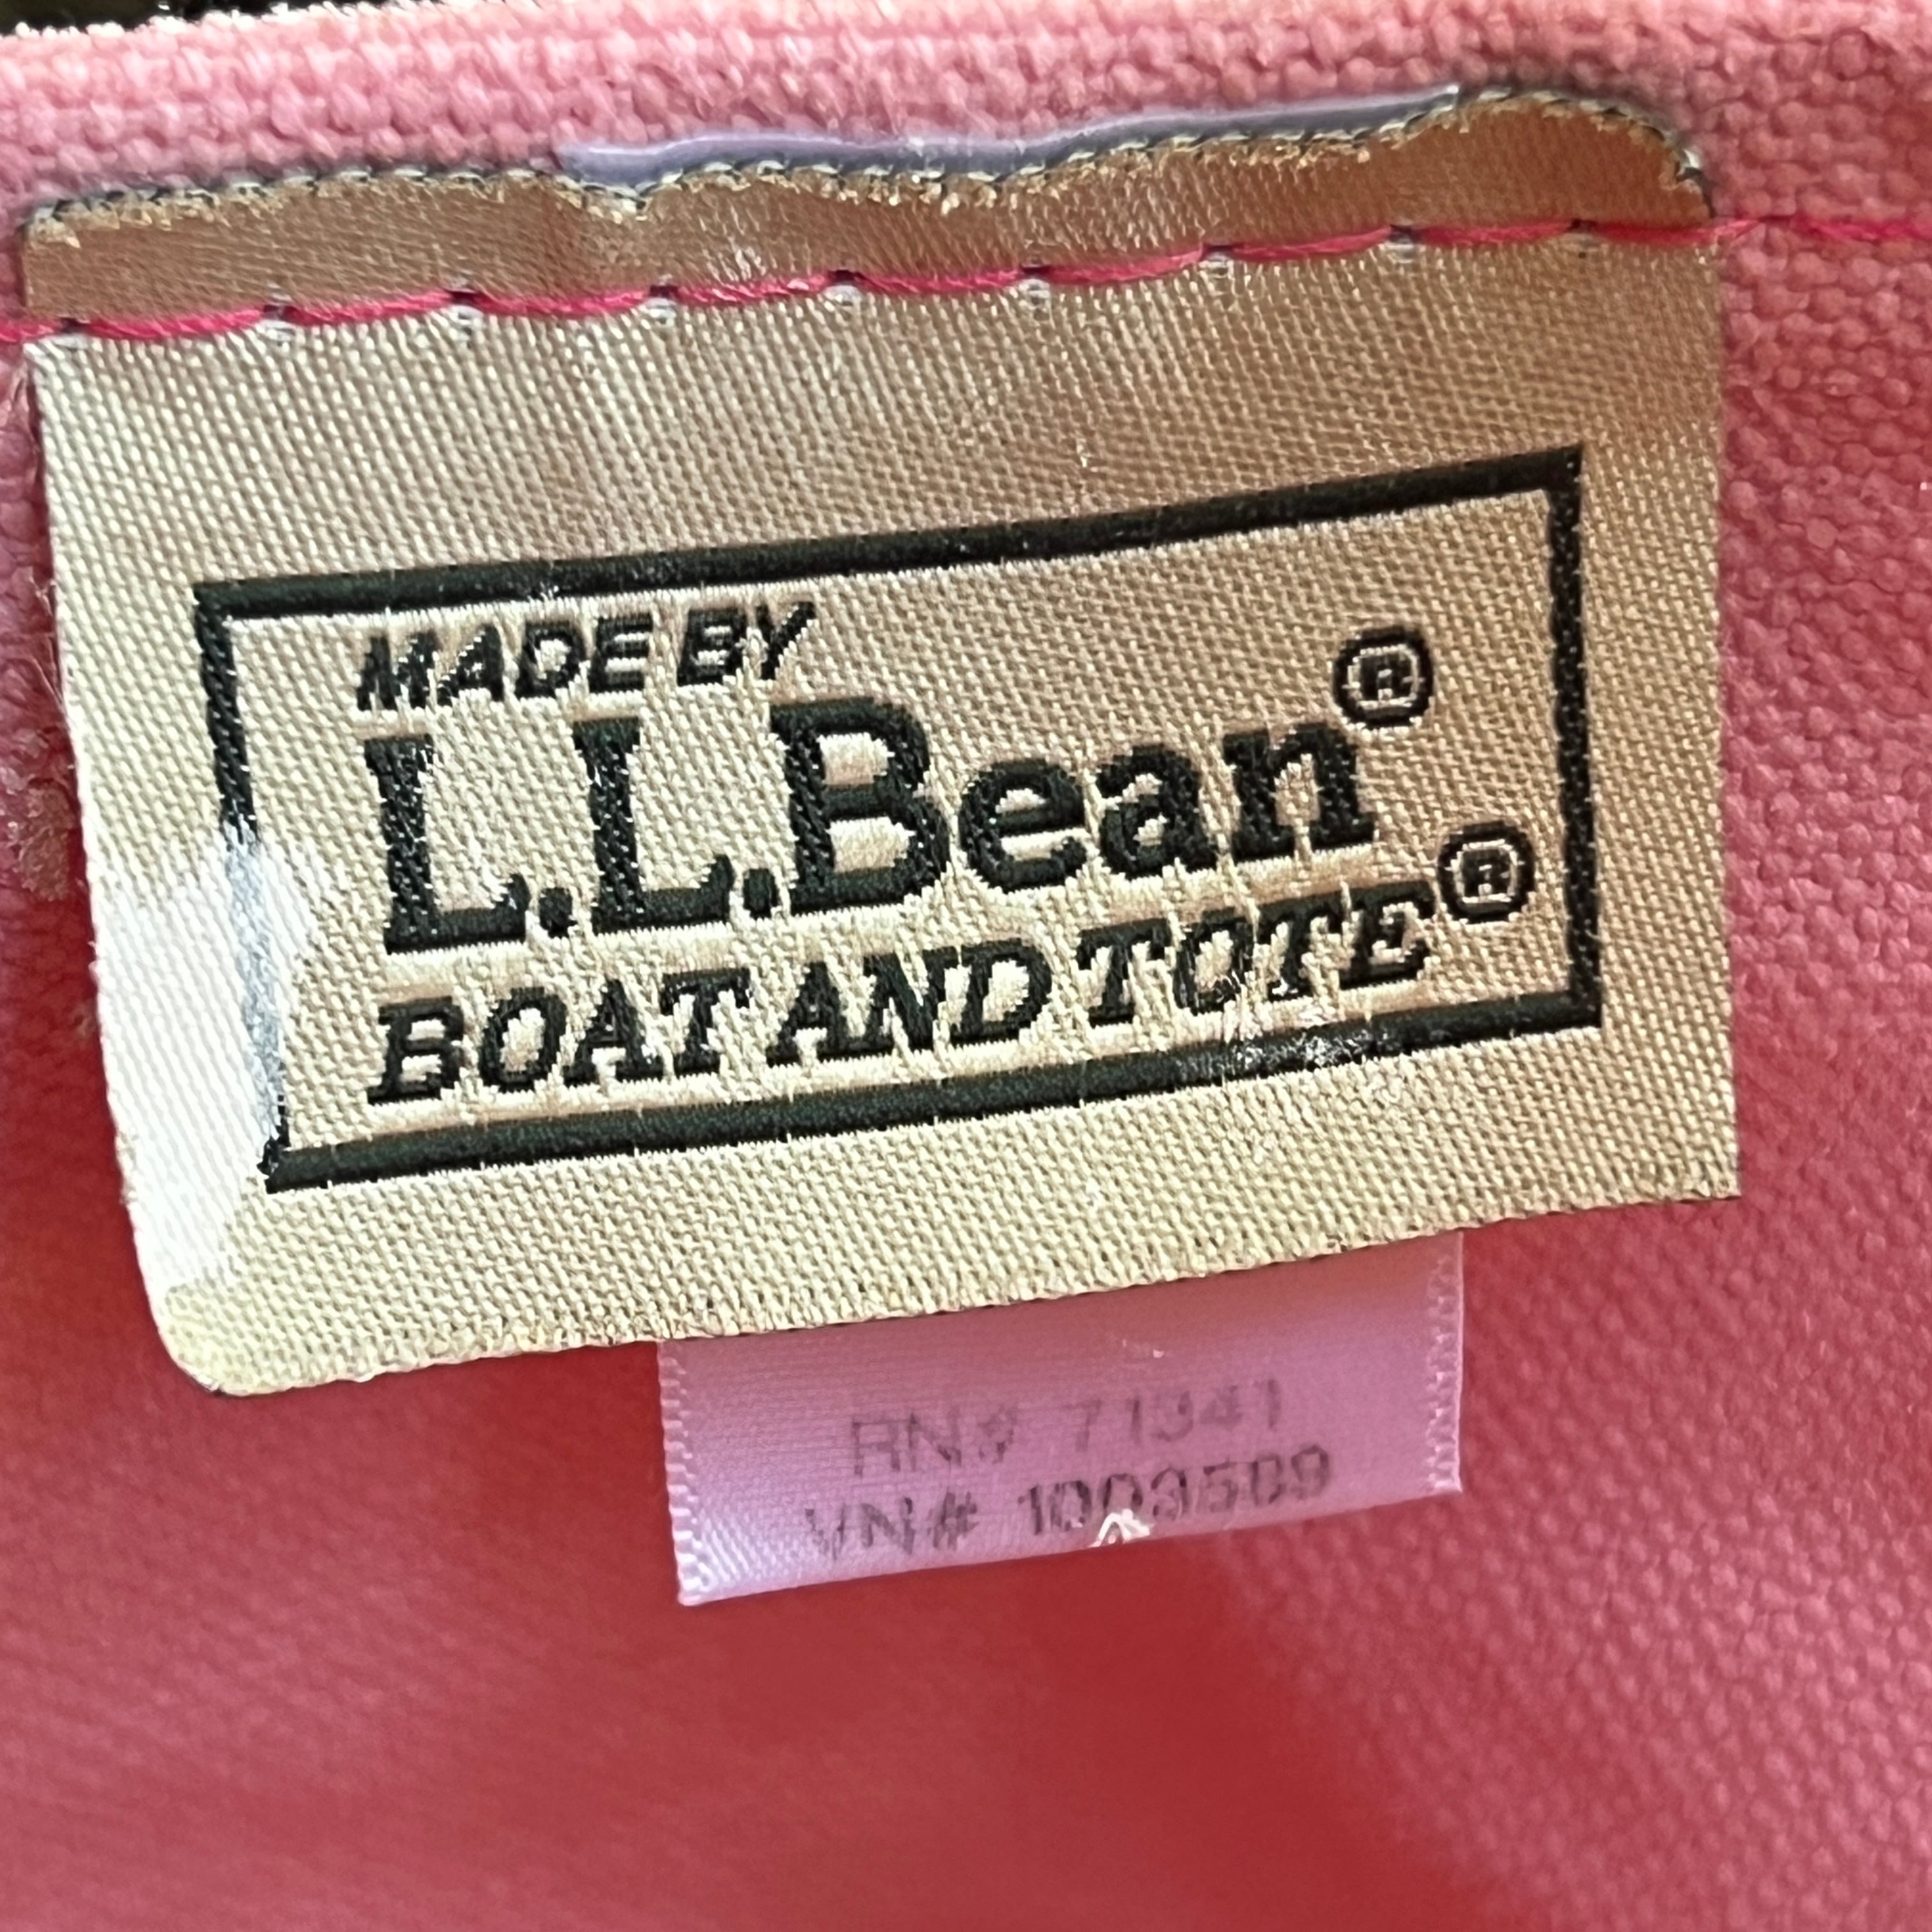 MADE BY
L.L.Bean®
BOAT AND TOTE®
RN# 71341
VN# 1003589